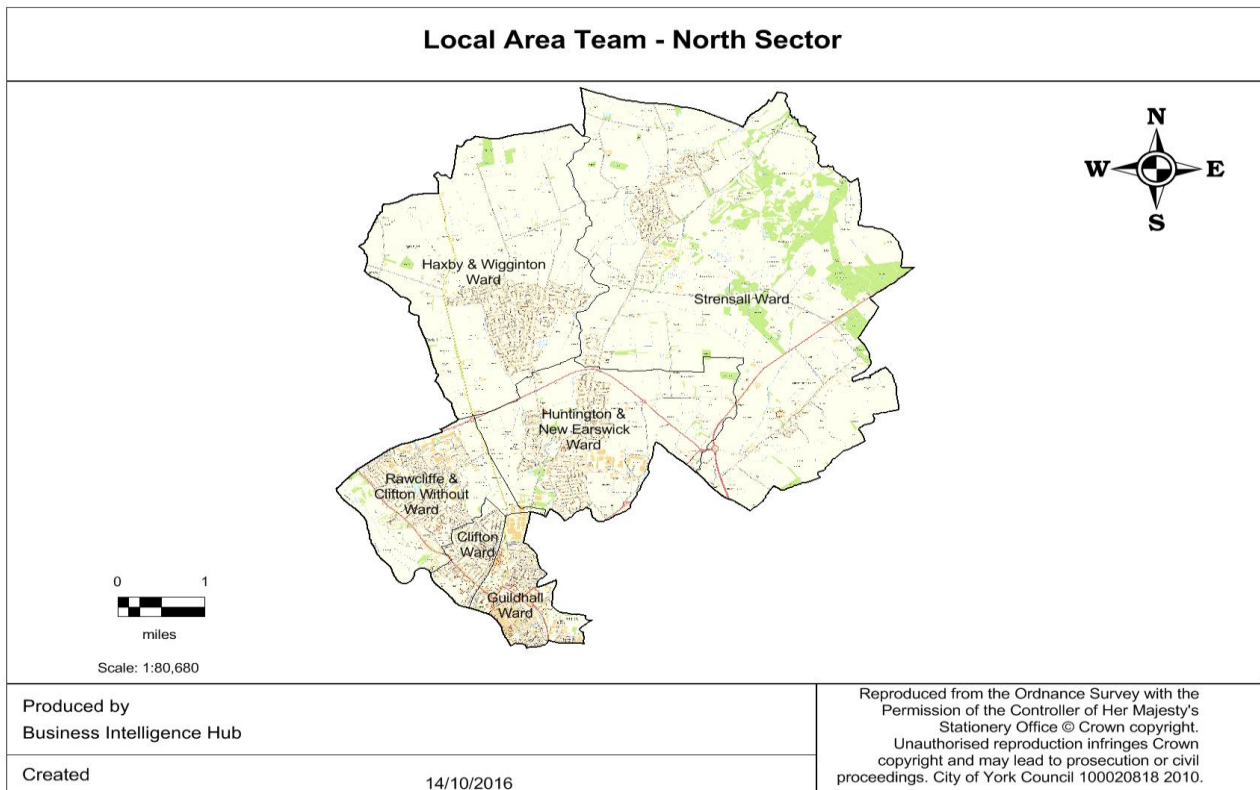 Local Area Team - North Sector
N
W E
S
Haxby & Wigginton
Ward
Strensall Ward
Huntington &
New Earswick
Ward
Rawcliffe &
Clifton Without
Ward
Clifton
Ward
Guildhall
Ward
0 1
miles
Scale: 1:80,680
Produced by
Business Intelligence Hub
Created 14/10/2016
Reproduced from the Ordnance Survey with the
Permission of the Controller of Her Majesty's
Stationery Office © Crown copyright.
Unauthorised reproduction infringes Crown
copyright and may lead to prosecution or civil
proceedings. City of York Council 100020818 2010.